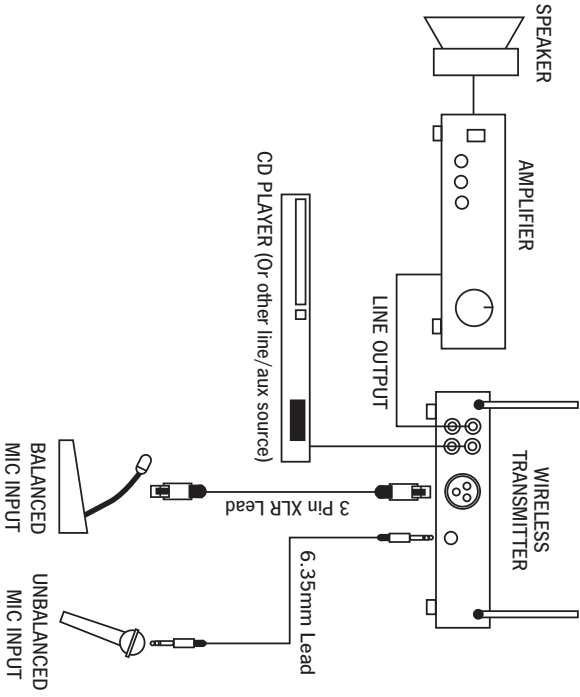 SPEAKER
AMPLIFIER
CD PLAYER (Or other line/aux source)
LINE OUTPUT
WIRELESS
TRANSMITTER
3 Pin XLR Lead
6.35mm Lead
BALANCED
MIC INPUT
UNBALANCED
MIC INPUT